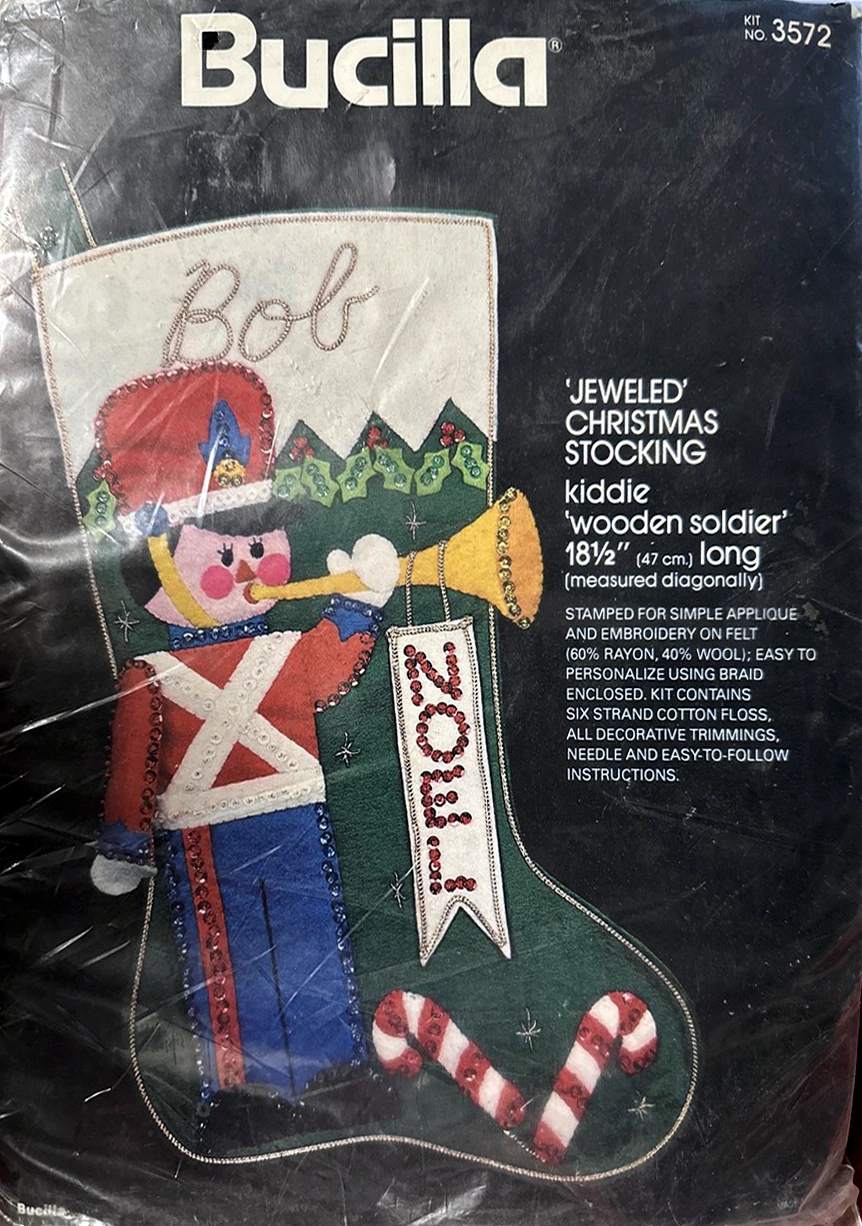 Bucilla®
KIT
NO. 3572
Bob
'JEWELED'
CHRISTMAS
STOCKING
kiddie
'wooden soldier'
18½" (47 cm.) long
(measured diagonally)
STAMPED FOR SIMPLE APPLIQUE
AND EMBROIDERY ON FELT
(60% RAYON, 40% WOOL); EASY TO
PERSONALIZE USING BRAID
ENCLOSED. KIT CONTAINS
SIX STRAND COTTON FLOSS,
ALL DECORATIVE TRIMMINGS,
NEEDLE AND EASY-TO-FOLLOW
INSTRUCTIONS.
NOEL
Bucilla